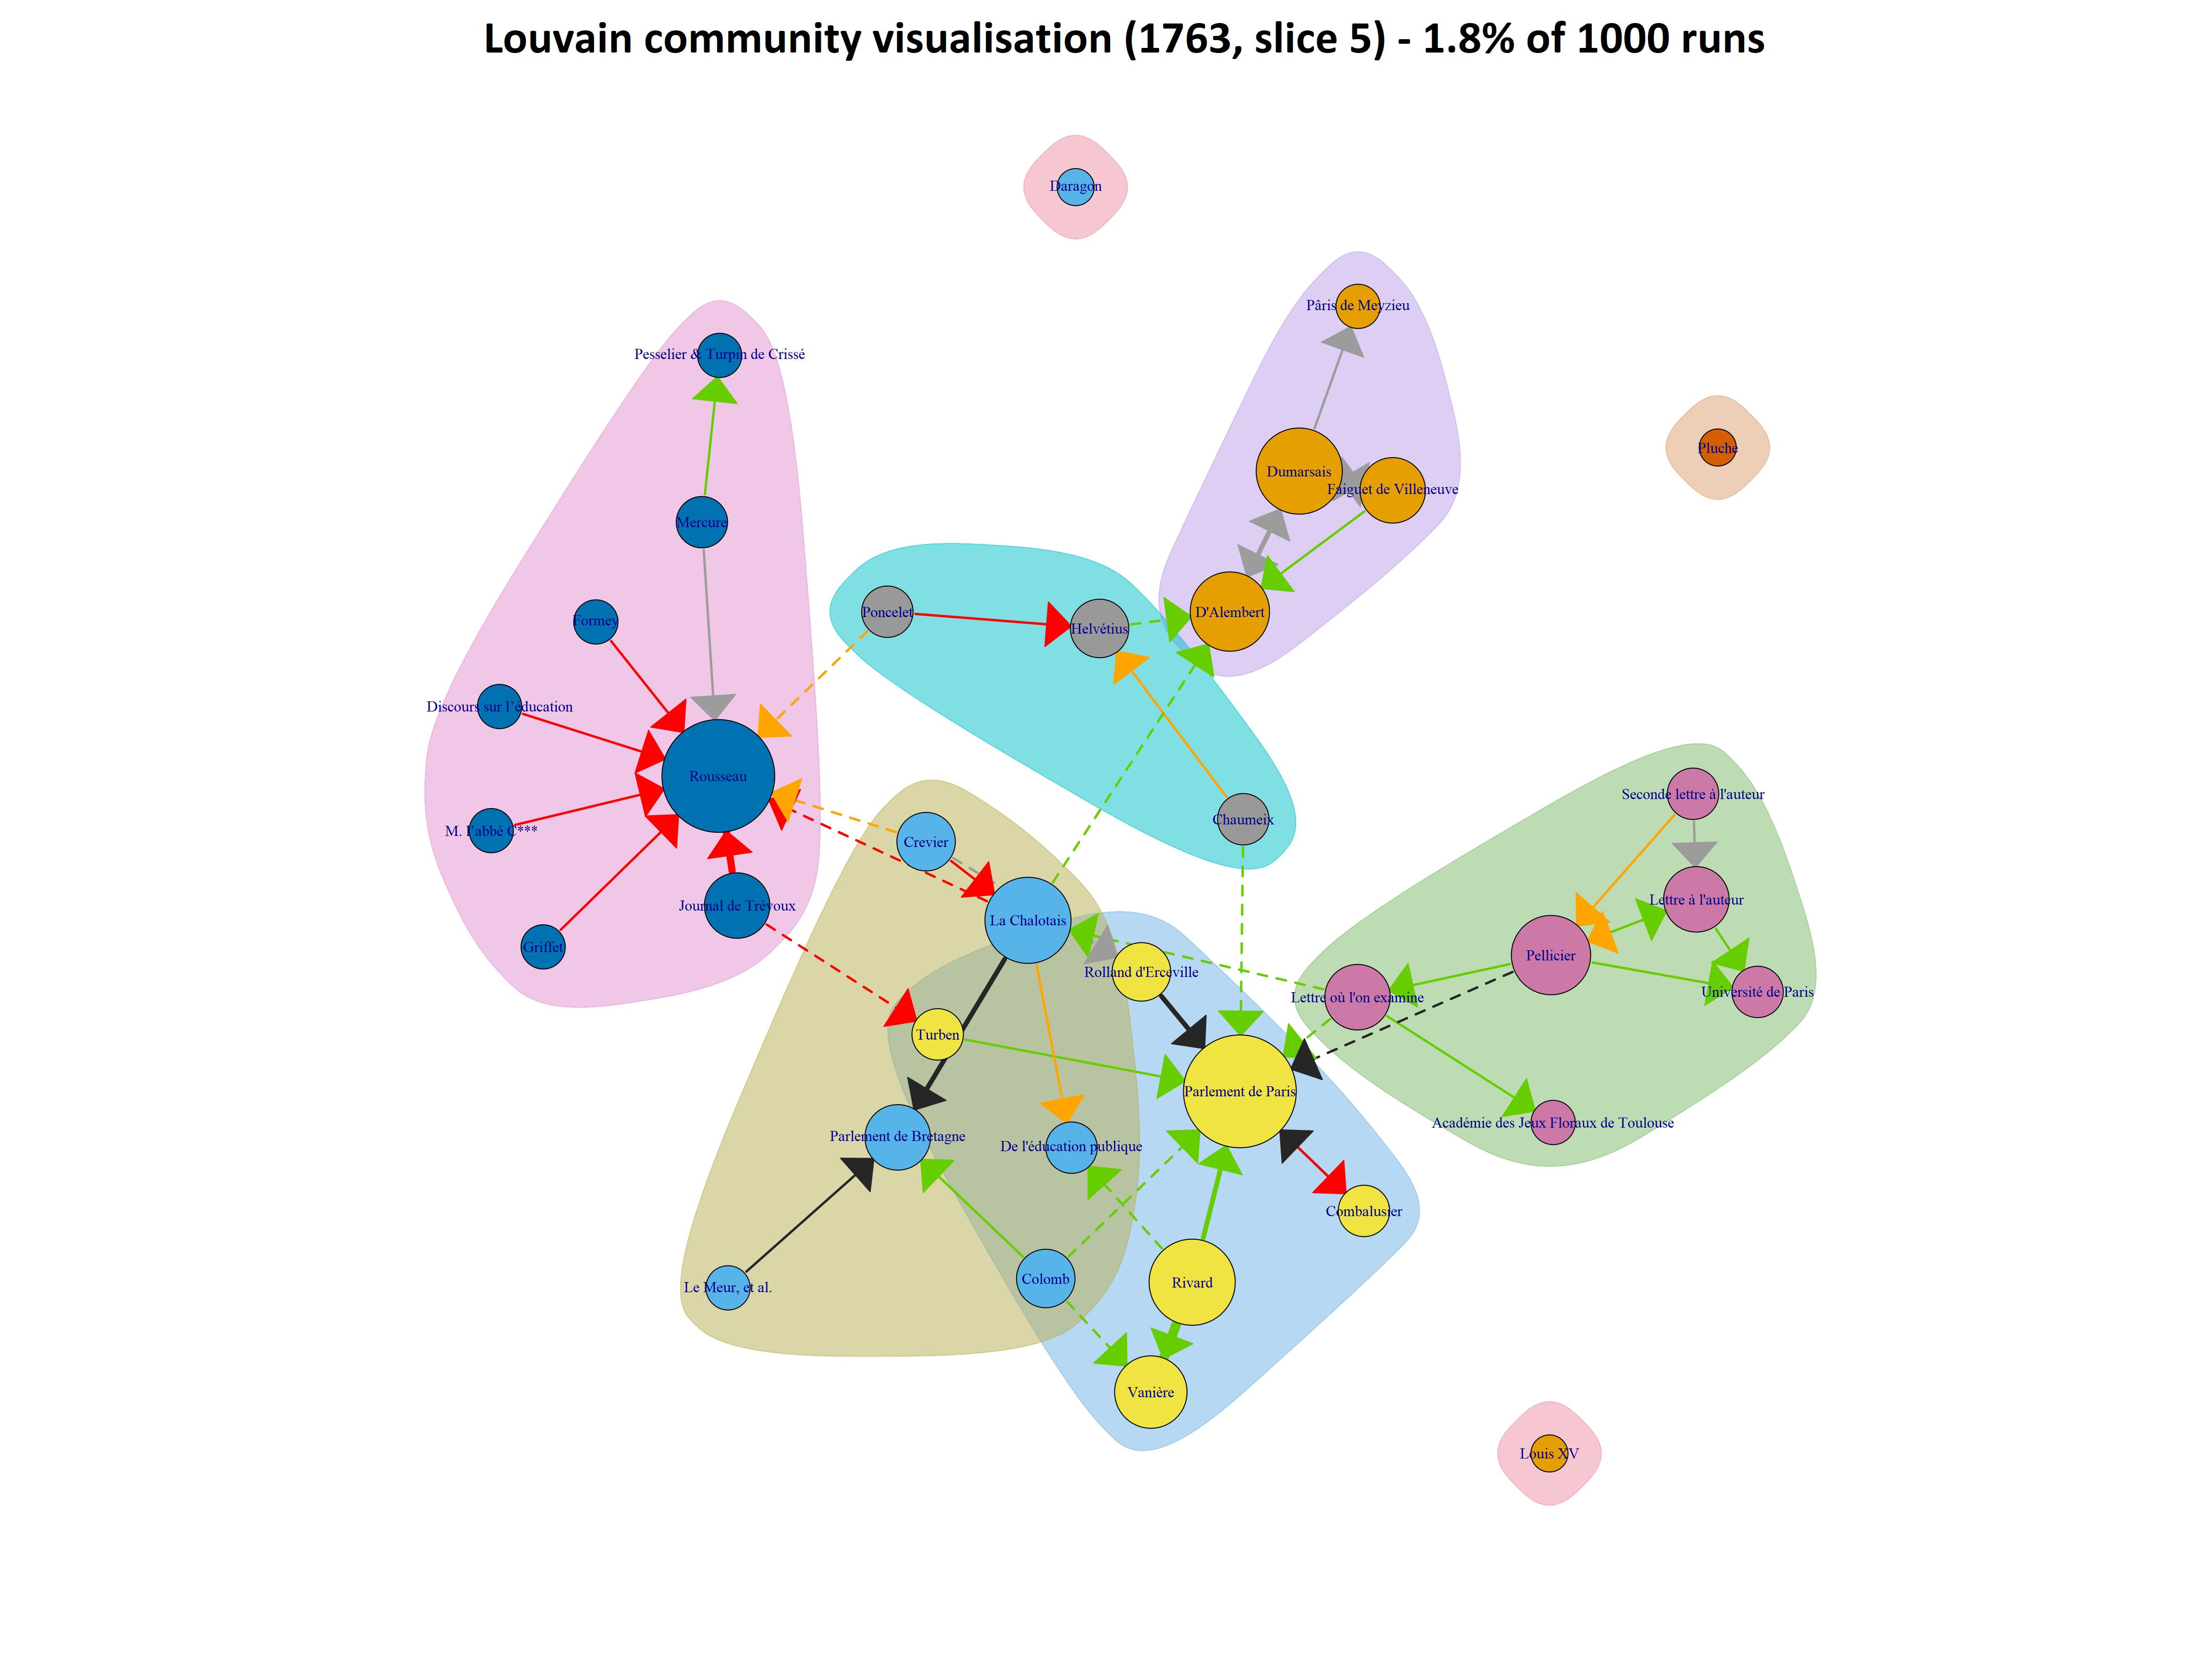 Louvain community visualisation (1763, slice 5) - 1.8% of 1000 runs
Daragon
Pâris de Meyzieu
Pesselier & Turpin de Crissé
Pluche
Dumarsais
Faiguet de Villeneuve
Mercure
Poncelet
D'Alembert
Formey
Helvétius
Discours sur l'éducation
Rousseau
Seconde lettre à l'auteur
Chaumeix
M. l'abbé C***
Crevier
Lettre à l'auteur
Journal de Trévoux
La Chalotais
Griffet
Pellicier
Rolland d'Erceville
Université de Paris
Lettre où l'on examine
Turben
Parlement de Paris
Académie des Jeux Floraux de Toulouse
Parlement de Bretagne
De l'éducation publique
Combalusier
Colomb
Rivard
Le Meur, et al.
Vanière
Louis XV